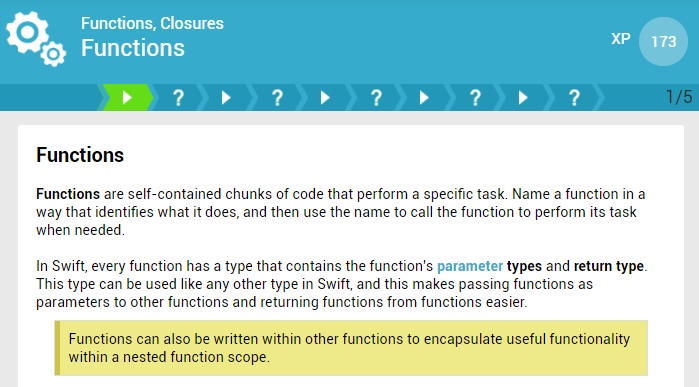 Functions, Closures
Functions
XP 173
? ? ? ? ? 1/5
Functions
Functions are self-contained chunks of code that perform a specific task. Name a function in a
way that identifies what it does, and then use the name to call the function to perform its task
when needed.
In Swift, every function has a type that contains the function's parameter types and return type.
This type can be used like any other type in Swift, and this makes passing functions as
parameters to other functions and returning functions from functions easier.
Functions can also be written within other functions to encapsulate useful functionality
within a nested function scope.